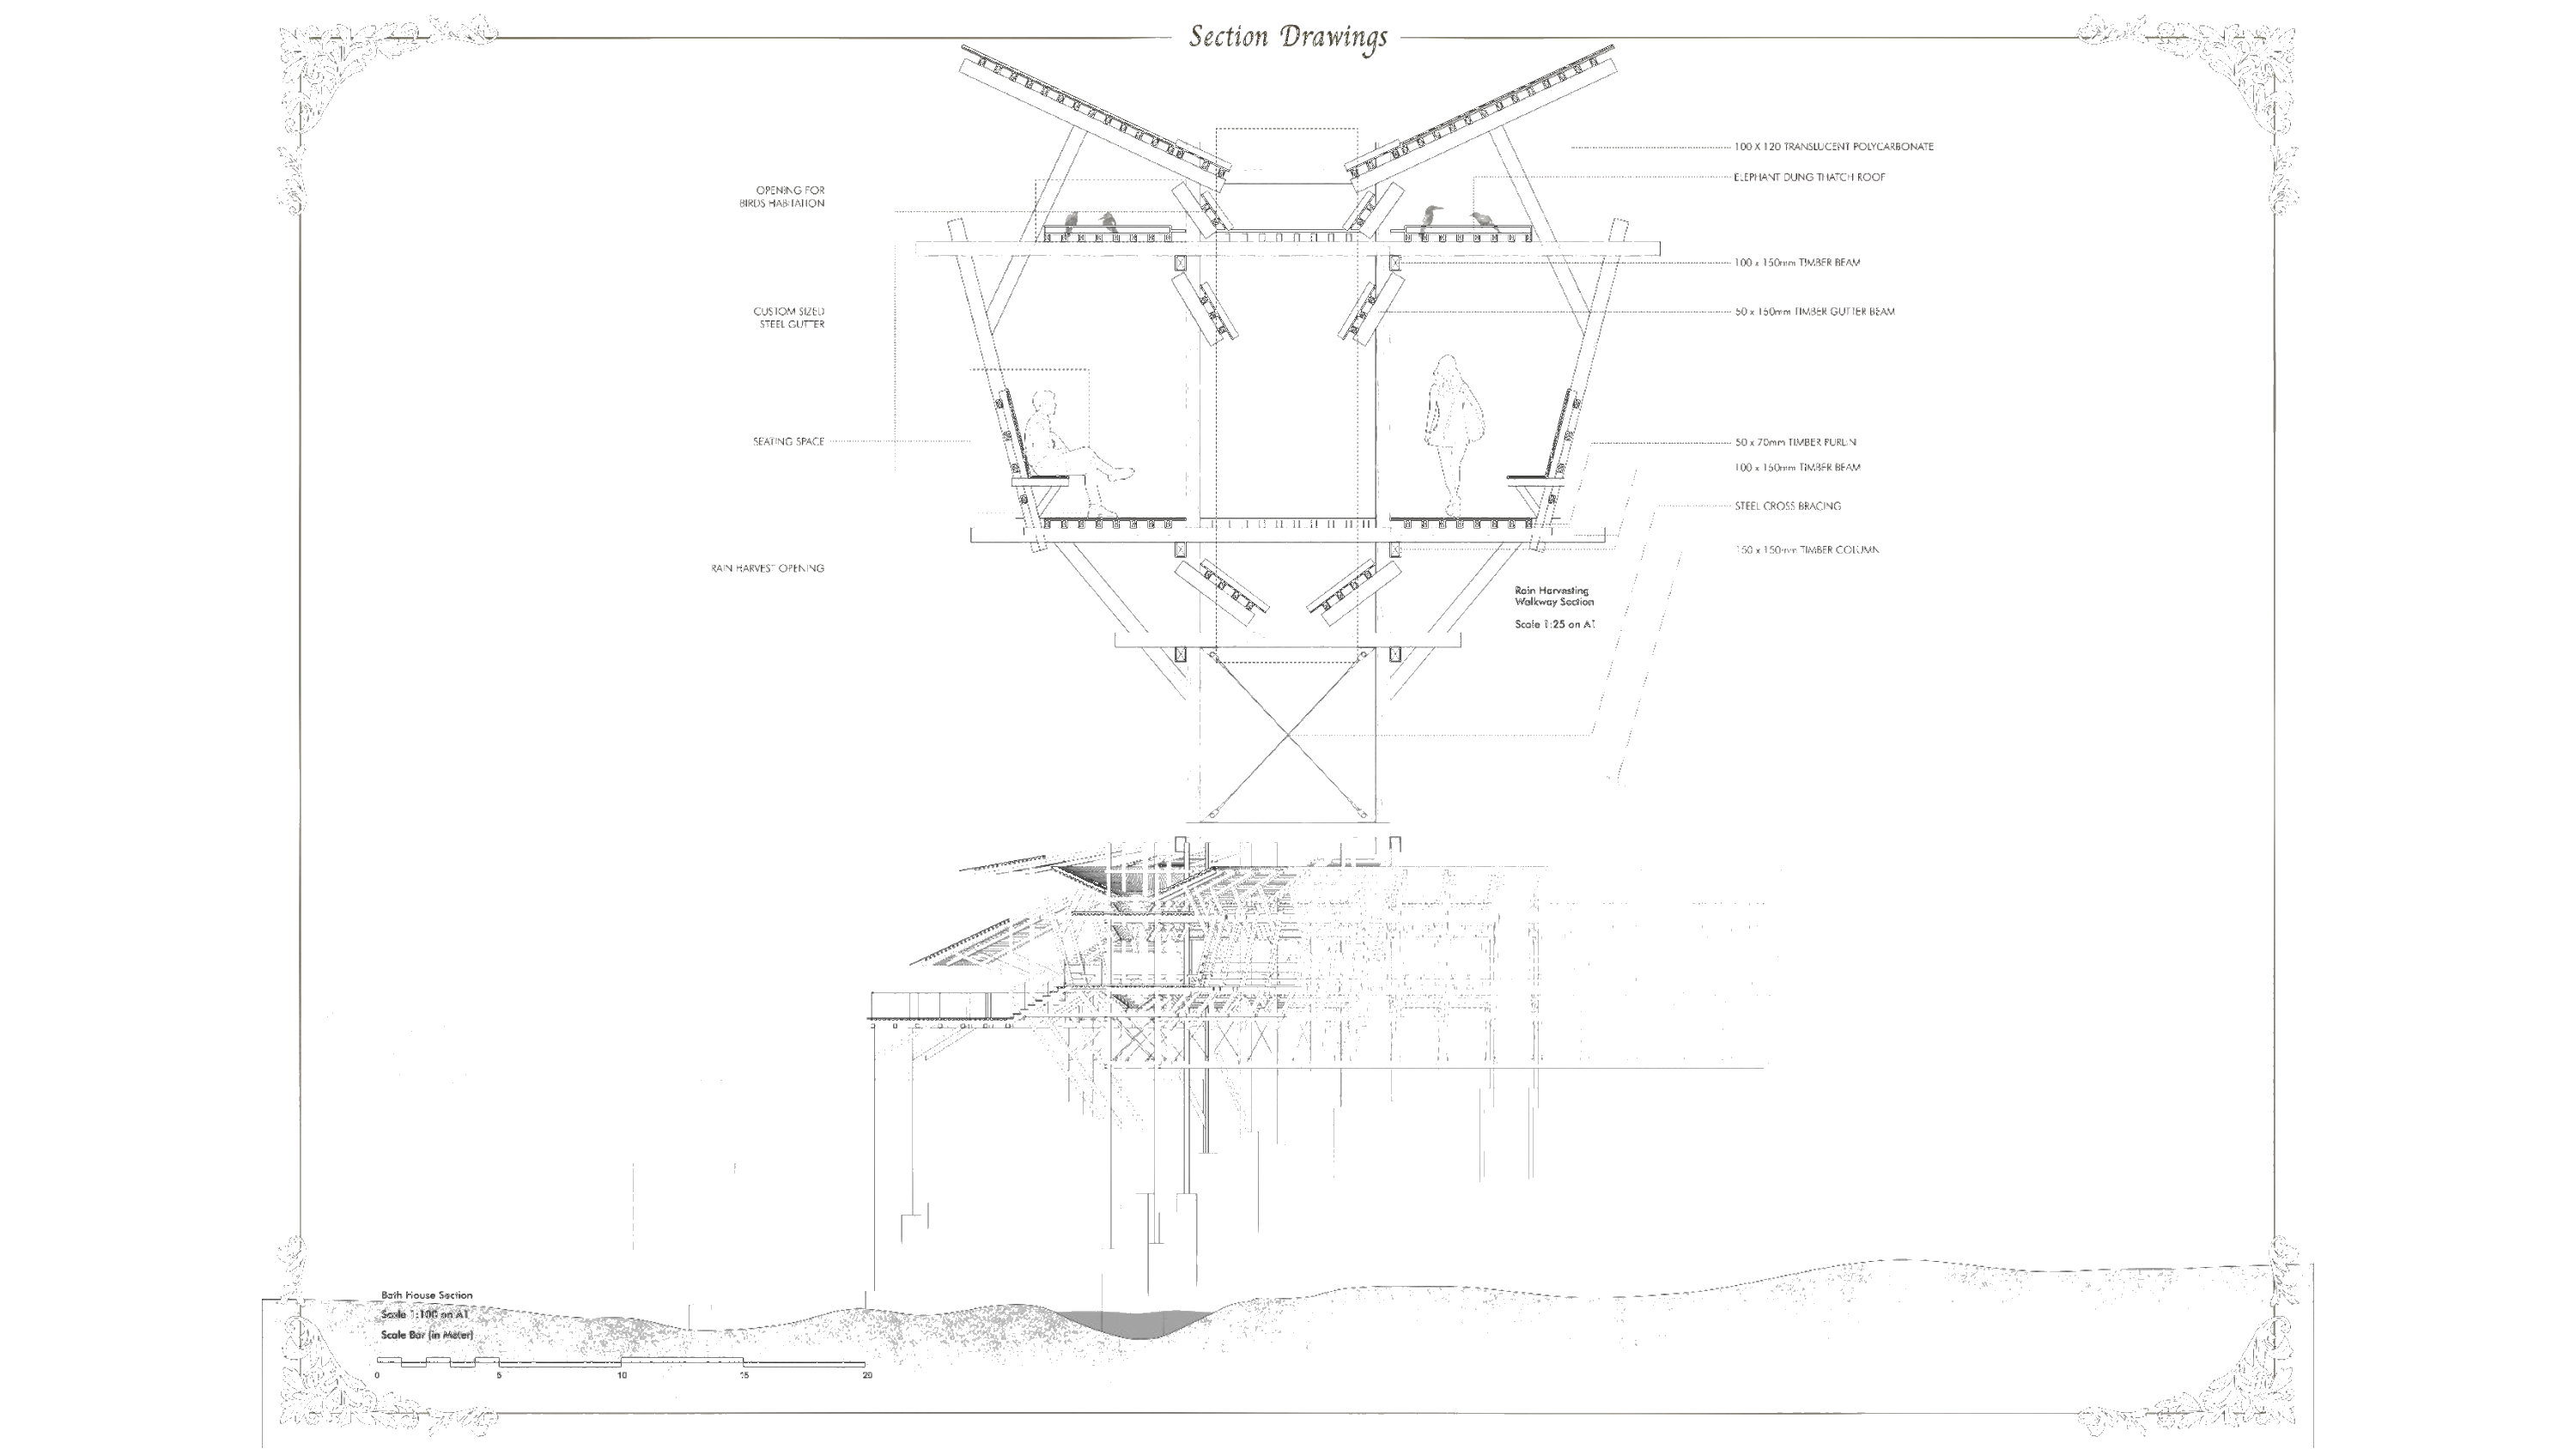 Section Drawings
100 X 120 TRANSLUCENT POLYCARBONATE
ELEPHANT DUNG THATCH ROOF
OPENING FOR
BIRDS HABITATION
100 x 150mm TIMBER BEAM
CUSTOM SIZED
STEEL GUTTER
50 x 150mm TIMBER GUTTER BEAM
SEATING SPACE
50 x 70mm TIMBER PURLIN
100 x 150mm TIMBER BEAM
STEEL CROSS BRACING
150 x 150mm TIMBER COLUMN
RAIN HARVEST OPENING
Rain Harvesting
Walkway Section
Scale 1:25 on A1
Bath House Section
Scale 1:100 on A1
Scale Bar (in Meter)
0 5 10 15 20